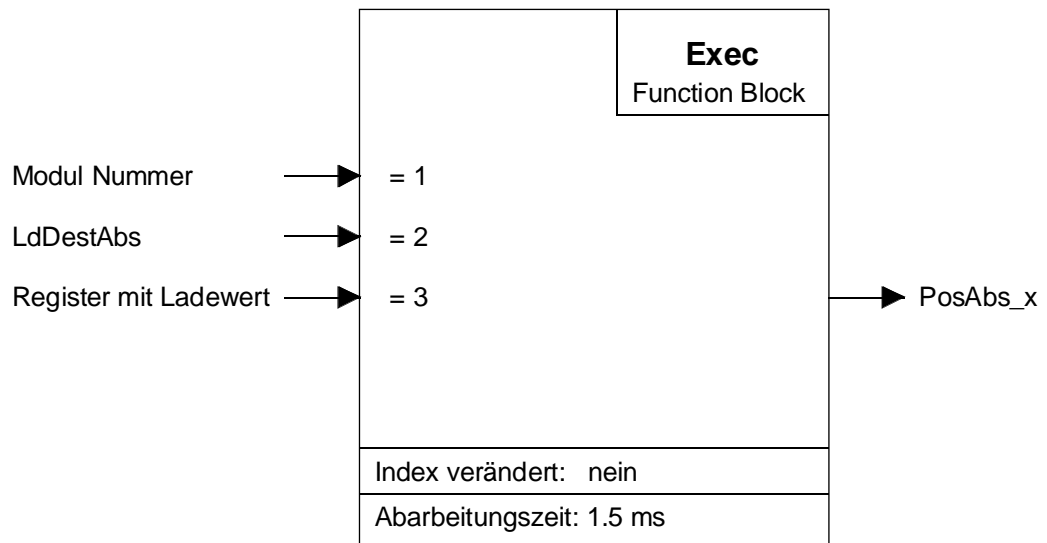 Exec
Function Block
Modul Nummer = 1
LdDestAbs = 2
Register mit Ladewert = 3 PosAbs_x
Index verändert: nein
Abarbeitungszeit: 1.5 ms